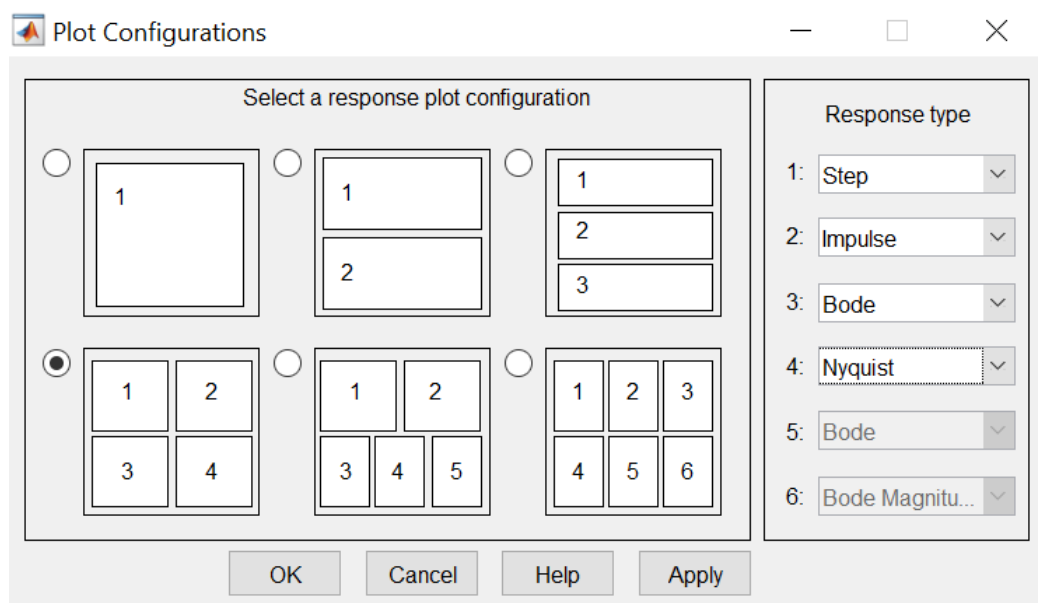 Plot Configurations
Select a response plot configuration
1
1
2
1
2
3
1 2
3 4
1 2
3 4 5
1 2 3
4 5 6
Response type
1: Step
2: Impulse
3: Bode
4: Nyquist
5: Bode
6: Bode Magnitu...
OK Cancel Help Apply